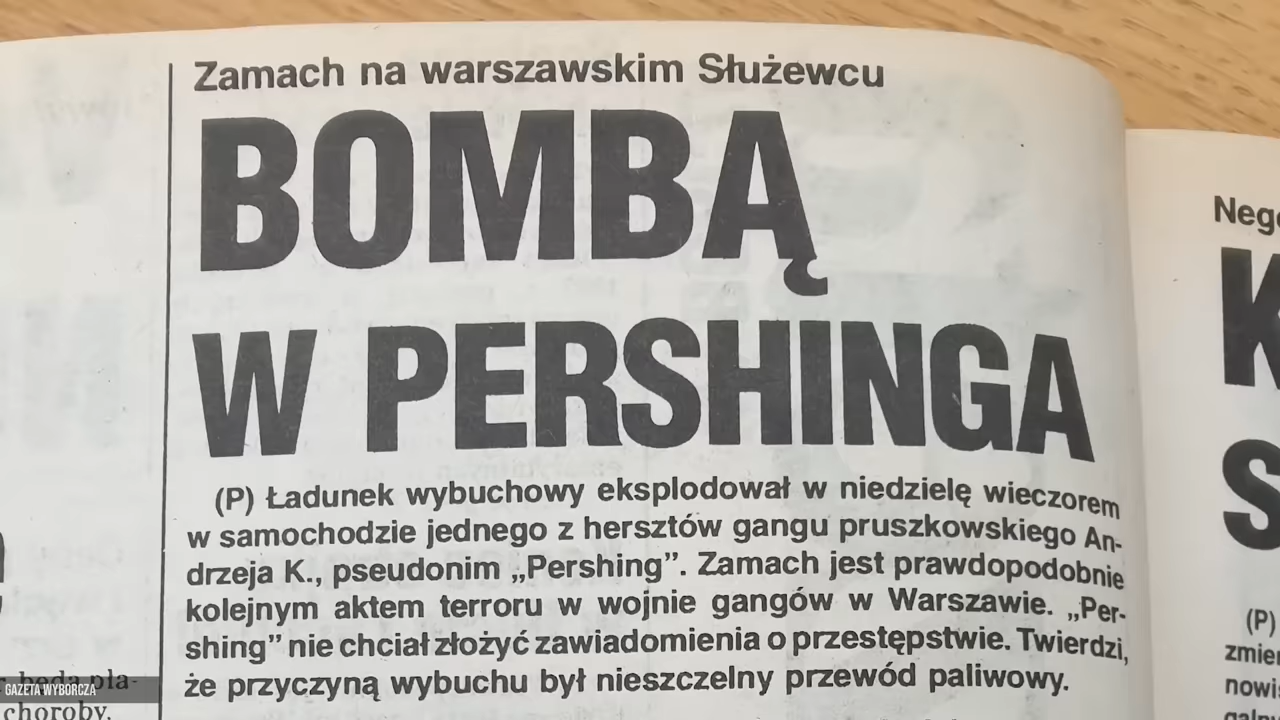 Zamach na warszawskim Służewcu
BOMBĄ
W PERSHINGA
(P) Ładunek wybuchowy eksplodował w niedzielę wieczorem
w samochodzie jednego z hersztów gangu pruszkowskiego An-
drzeja K., pseudonim „Pershing”. Zamach jest prawdopodobnie
kolejnym aktem terroru w wojnie gangów w Warszawie. „Per-
shing” nie chciał złożyć zawiadomienia o przestępstwie. Twierdzi,
że przyczyną wybuchu był nieszczelny przewód paliwowy.
będą pla-
choroby.
GAZETA WYBORCZA
K
S
(P)